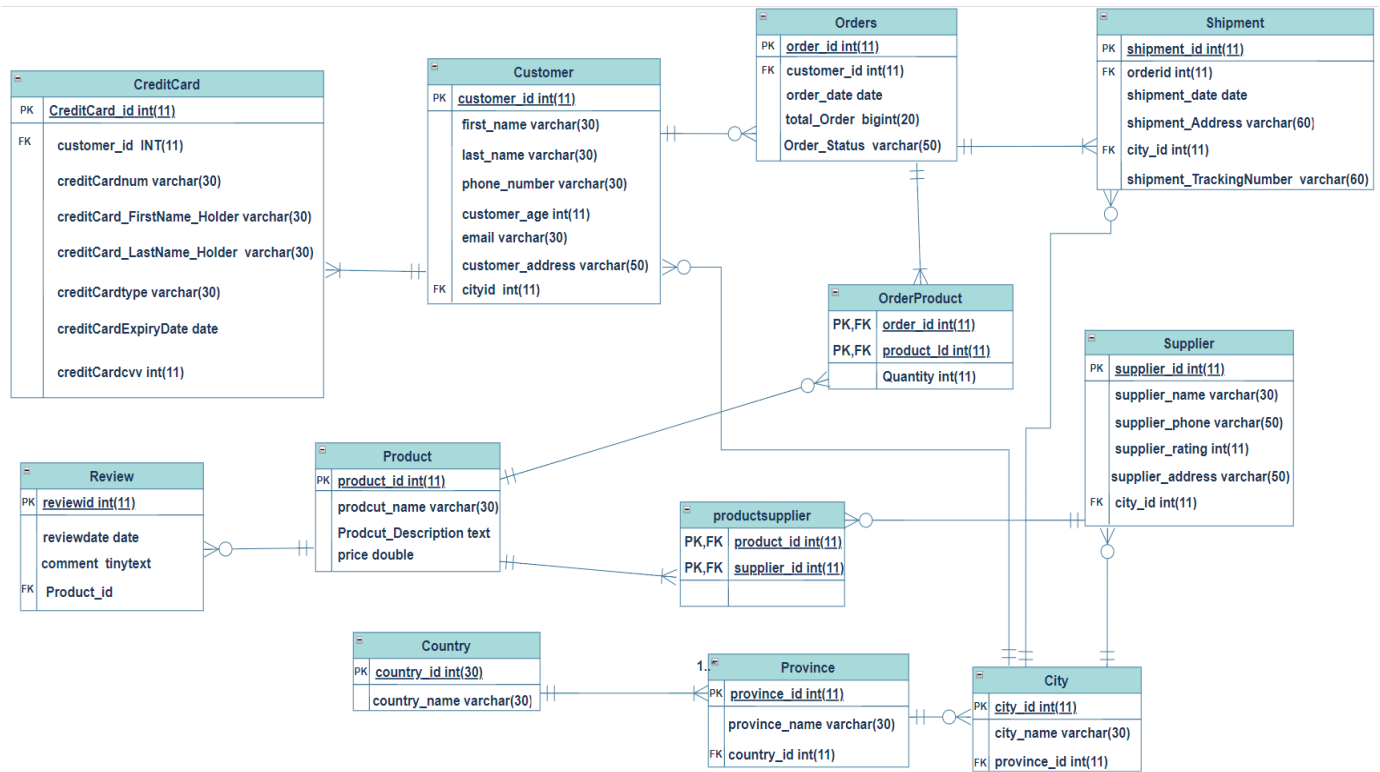 CreditCard
PK CreditCard_id int(11)
FK customer_id INT(11)
creditCardnum varchar(30)
creditCard_FirstName_Holder varchar(30)
creditCard_LastName_Holder varchar(30)
creditCardtype varchar(30)
creditCardExpiryDate date
creditCardcvv int(11)
Customer
PK customer_id int(11)
first_name varchar(30)
last_name varchar(30)
phone_number varchar(30)
customer_age int(11)
email varchar(30)
customer_address varchar(50)
FK cityid int(11)
Orders
PK order_id int(11)
FK customer_id int(11)
order_date date
total_Order bigint(20)
Order_Status varchar(50)
Shipment
PK shipment_id int(11)
FK orderid int(11)
shipment_date date
shipment_Address varchar(60)
FK city_id int(11)
shipment_TrackingNumber varchar(60)
OrderProduct
PK,FK order_id int(11)
PK,FK product_Id int(11)
Quantity int(11)
Supplier
PK supplier_id int(11)
supplier_name varchar(30)
supplier_phone varchar(50)
supplier_rating int(11)
supplier_address varchar(50)
FK city_id int(11)
Review
PK reviewid int(11)
reviewdate date
comment tinytext
FK Product_id
Product
PK product_id int(11)
prodcut_name varchar(30)
Prodcut_Description text
price double
productsupplier
PK,FK product_id int(11)
PK,FK supplier_id int(11)
Country
PK country_id int(30)
country_name varchar(30)
1..
Province
PK province_id int(11)
province_name varchar(30)
FK country_id int(11)
City
PK city_id int(11)
city_name varchar(30)
FK province_id int(11)